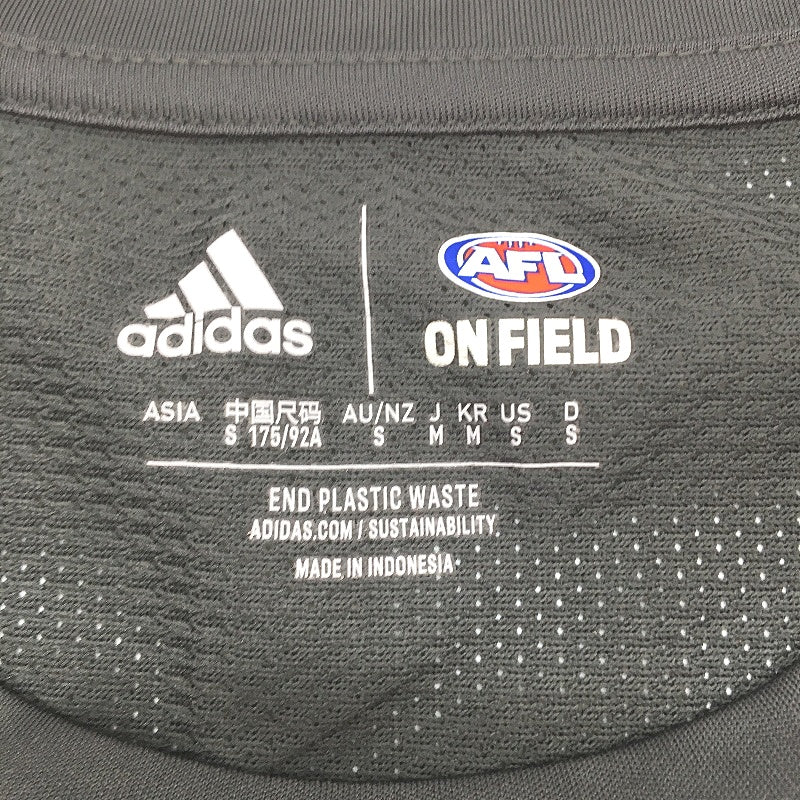 adidas
AFL
ON FIELD
ASIA 中国尺码 AU/NZ J KR US D
S 175/92A S M M S S
END PLASTIC WASTE
ADIDAS.COM / SUSTAINABILITY
MADE IN INDONESIA